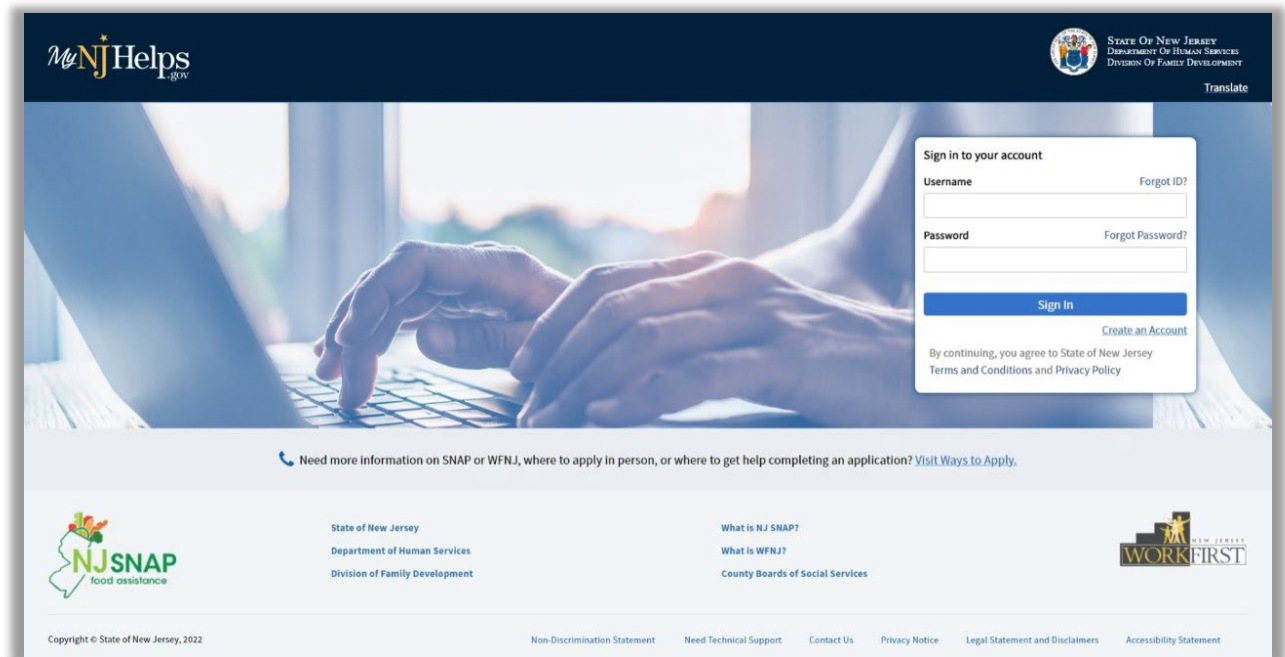 MyNJHelps
.gov
STATE OF NEW JERSEY
DEPARTMENT OF HUMAN SERVICES
DIVISION OF FAMILY DEVELOPMENT
Translate
Sign in to your account
Username Forgot ID?
Password Forgot Password?
Sign In
Create an Account
By continuing, you agree to State of New Jersey
Terms and Conditions and Privacy Policy
Need more information on SNAP or WFNJ, where to apply in person, or where to get help completing an application? Visit Ways to Apply.
NJSNAP
food assistance
State of New Jersey
Department of Human Services
Division of Family Development
What is NJ SNAP?
What is WFNJ?
County Boards of Social Services
NEW JERSEY
WORKFIRST
Copyright © State of New Jersey, 2022
Non-Discrimination Statement Need Technical Support Contact Us Privacy Notice Legal Statement and Disclaimers Accessibility Statement